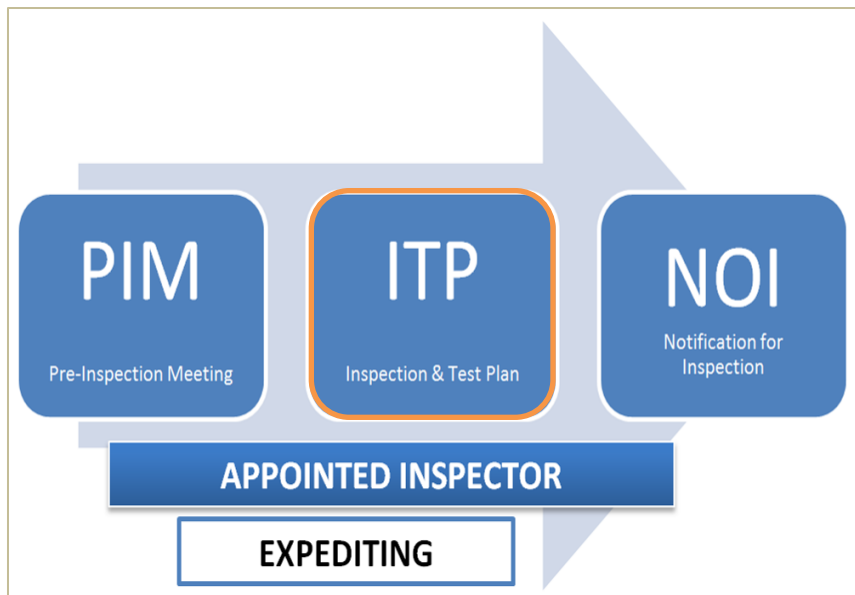 PIM
Pre-Inspection Meeting
ITP
Inspection & Test Plan
NOI
Notification for
Inspection
APPOINTED INSPECTOR
EXPEDITING